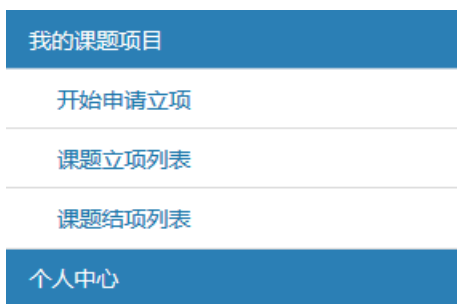 我的课题项目
开始申请立项
课题立项列表
课题结项列表
个人中心